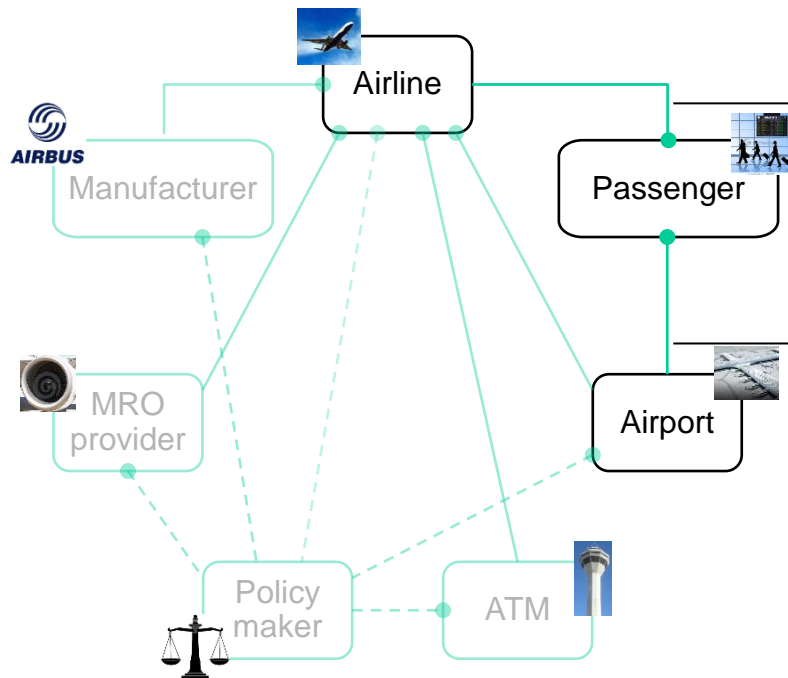 Airline
AIRBUS
Manufacturer
Passenger
MRO
provider
Airport
Policy
maker
ATM